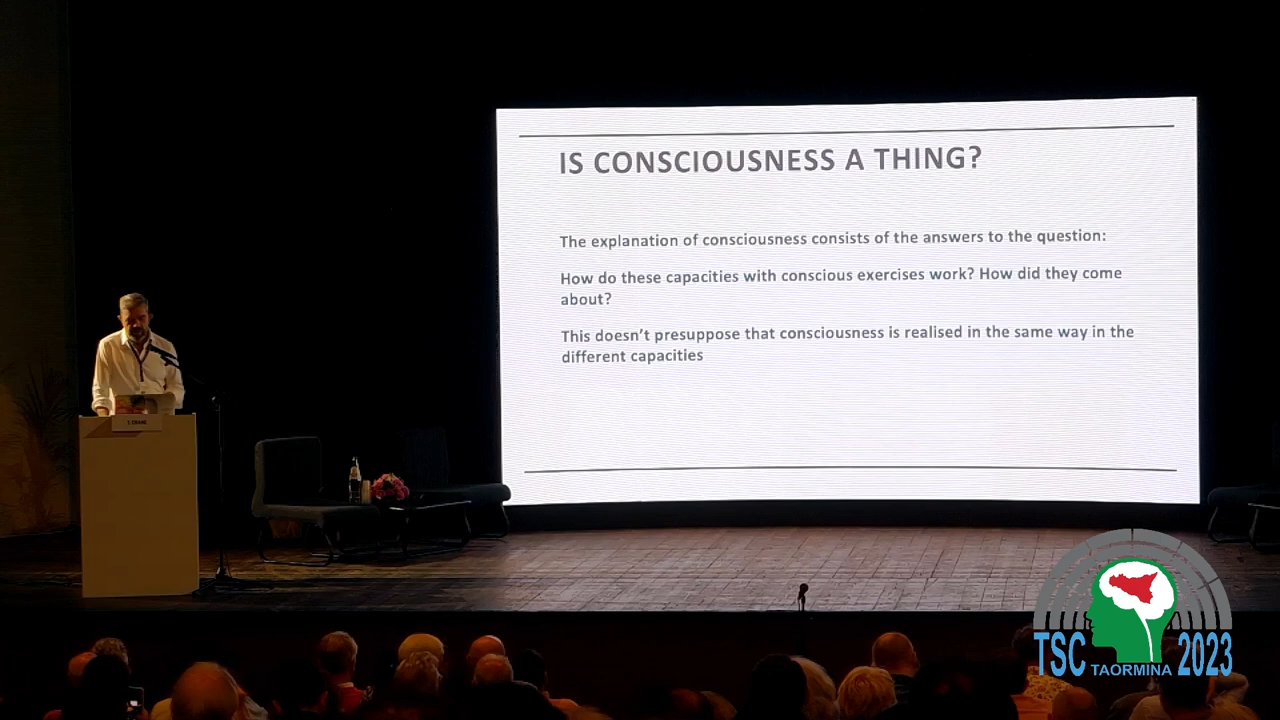 IS CONSCIOUSNESS A THING?
The explanation of consciousness consists of the answers to the question:
How do these capacities with conscious exercises work? How did they come
about?
This doesn't presuppose that consciousness is realised in the same way in the
different capacities
T. CRANE
TSC TAORMINA 2023